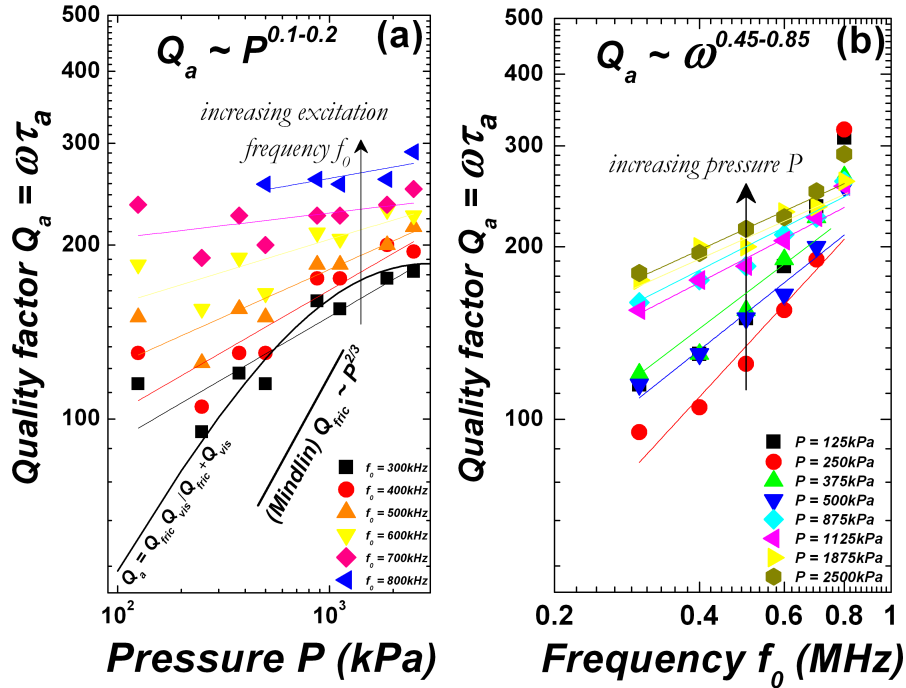 Q_a ~ P^0.1-0.2
(a)
increasing excitation
frequency f_0
500
400
300
200
100
Quality factor Q_a = ωτ_a
Q_a = Q_fric Q_vis / Q_fric + Q_vis
(Mindlin) Q_fric ~ P^2/3
f_0 = 300kHz
f_0 = 400kHz
f_0 = 500kHz
f_0 = 600kHz
f_0 = 700kHz
f_0 = 800kHz
10^2
10^3
Pressure P (kPa)
Q_a ~ ω^0.45-0.85
(b)
increasing pressure P
500
400
300
200
100
Quality factor Q_a = ωτ_a
P = 125kPa
P = 250kPa
P = 375kPa
P = 500kPa
P = 875kPa
P = 1125kPa
P = 1875kPa
P = 2500kPa
0.2
0.4
0.6
0.8
1
Frequency f_0 (MHz)